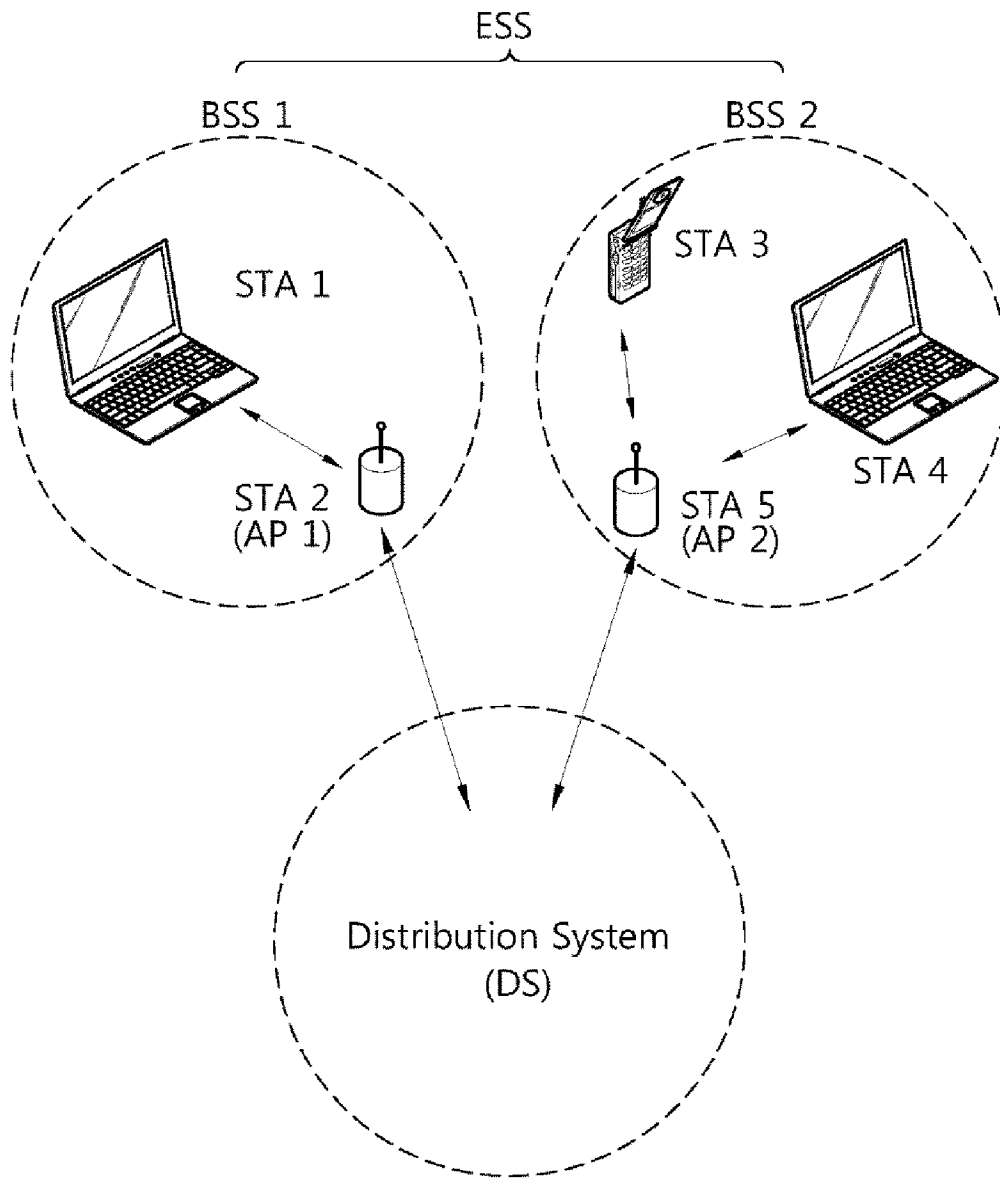 ESS
BSS 1
BSS 2
STA 1
STA 2
(AP 1)
STA 3
STA 4
STA 5
(AP 2)
Distribution System
(DS)